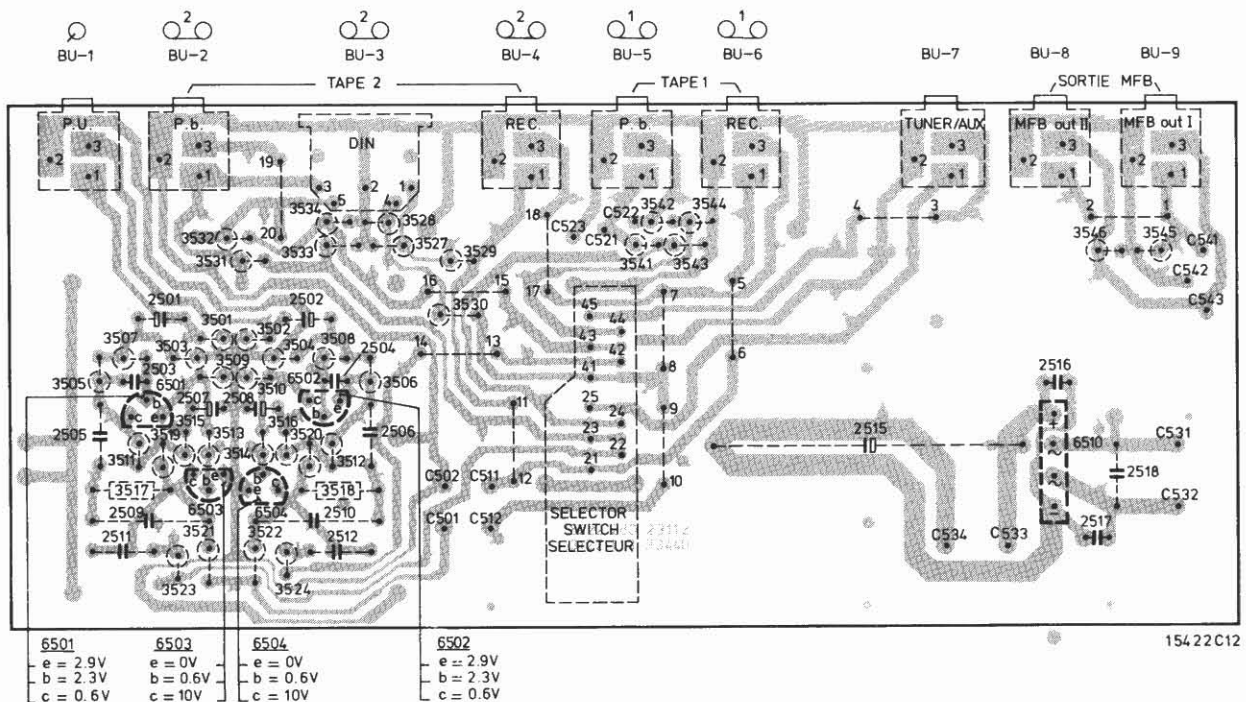 2 2 2 1 1
BU-1 BU-2 BU-3 BU-4 BU-5 BU-6 BU-7 BU-8 BU-9
TAPE 2 TAPE 1 SORTIE MFB
P.U P.b. DIN REC. P.b. REC. TUNER/AUX MFB out II MFB out I
3 3 19 3 3 3 3 3 3
2 2 2 2 2 2 2 2
1 1 3 2 1 1 1 1 1 1 1
5 4
3534 3528 18 C523 C522 3542 3544 4 3 2 1
3532 20 3533 3527 C521 3546 3545 C541
3531 3529 3541 3543
16 15 17 7 5 C542
2501 2502 3530 45 C543
3501 3502 44
3507 3503 3504 3508 2504 14 13 43 6
2503 3509 42 8 2516
3505 6501 3510 6502 3506 41
b 2507 2508 c e 11 25 9 +
c e 3515 3516 b 24
2505 3519 3513 3520 2506 23 2515 6510 C531
3511 3514 3512 22 ~
21 2518
c b e b c C502 C511 12 10 ~
3517 e 3518 C532
2509 6503 6504 2510 C501 C512 SELECTOR -
3521 3522 SWITCH 2517
2511 2512 SELECTEUR C534 C533
3523 3524
15422C12
6501 6503 6504 6502
e = 2.9V e = 0V e = 0V e = 2.9V
b = 2.3V b = 0.6V b = 0.6V b = 2.3V
c = 0.6V c = 10V c = 10V c = 0.6V